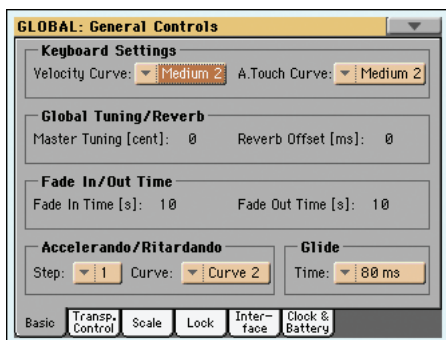 GLOBAL: General Controls
Keyboard Settings
Velocity Curve: Medium 2 A.Touch Curve: Medium 2
Global Tuning/Reverb
Master Tuning [cent]: 0 Reverb Offset [ms]: 0
Fade In/Out Time
Fade In Time [s]: 10 Fade Out Time [s]: 10
Accelerando/Ritardando Glide
Step: 1 Curve: Curve 2 Time: 80 ms
Basic Transp. Control Scale Lock Inter-face Clock & Battery